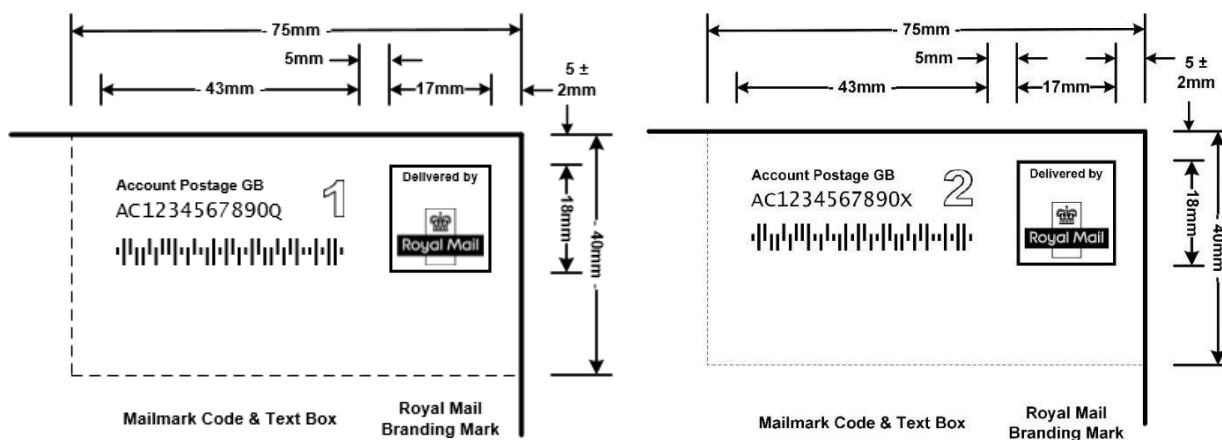 - 75mm -
5mm
- 43mm -
17mm
5 ±
2mm
Account Postage GB
AC1234567890Q
1
Delivered by
Royal Mail
18mm
- 40mm -
Mailmark Code & Text Box
Royal Mail
Branding Mark
- 75mm -
5mm
- 43mm -
17mm
5 ±
2mm
Account Postage GB
AC1234567890X
2
Delivered by
Royal Mail
18mm
- 40mm -
Mailmark Code & Text Box
Royal Mail
Branding Mark